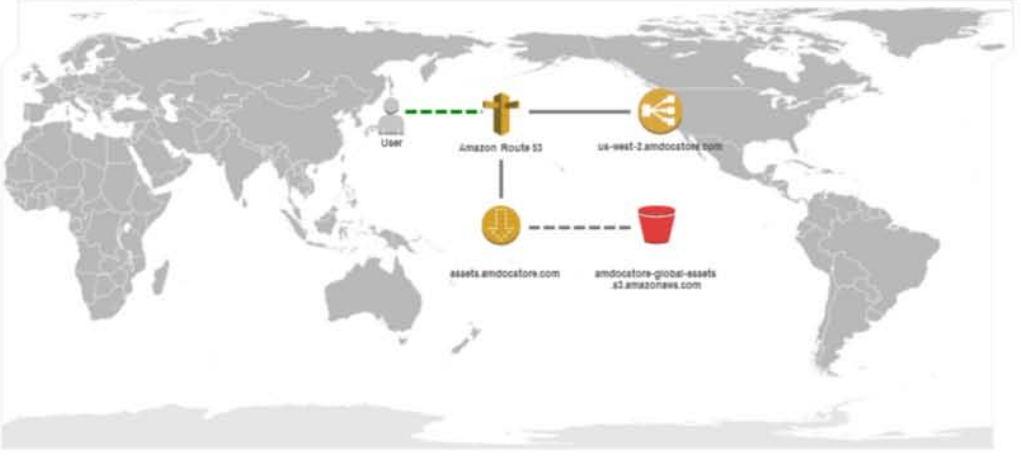 User
Amazon Route 53
us-west-2.amdocstore.com
assets.amdocstore.com
amdocstore-global-assets
.s3.amazonaws.com